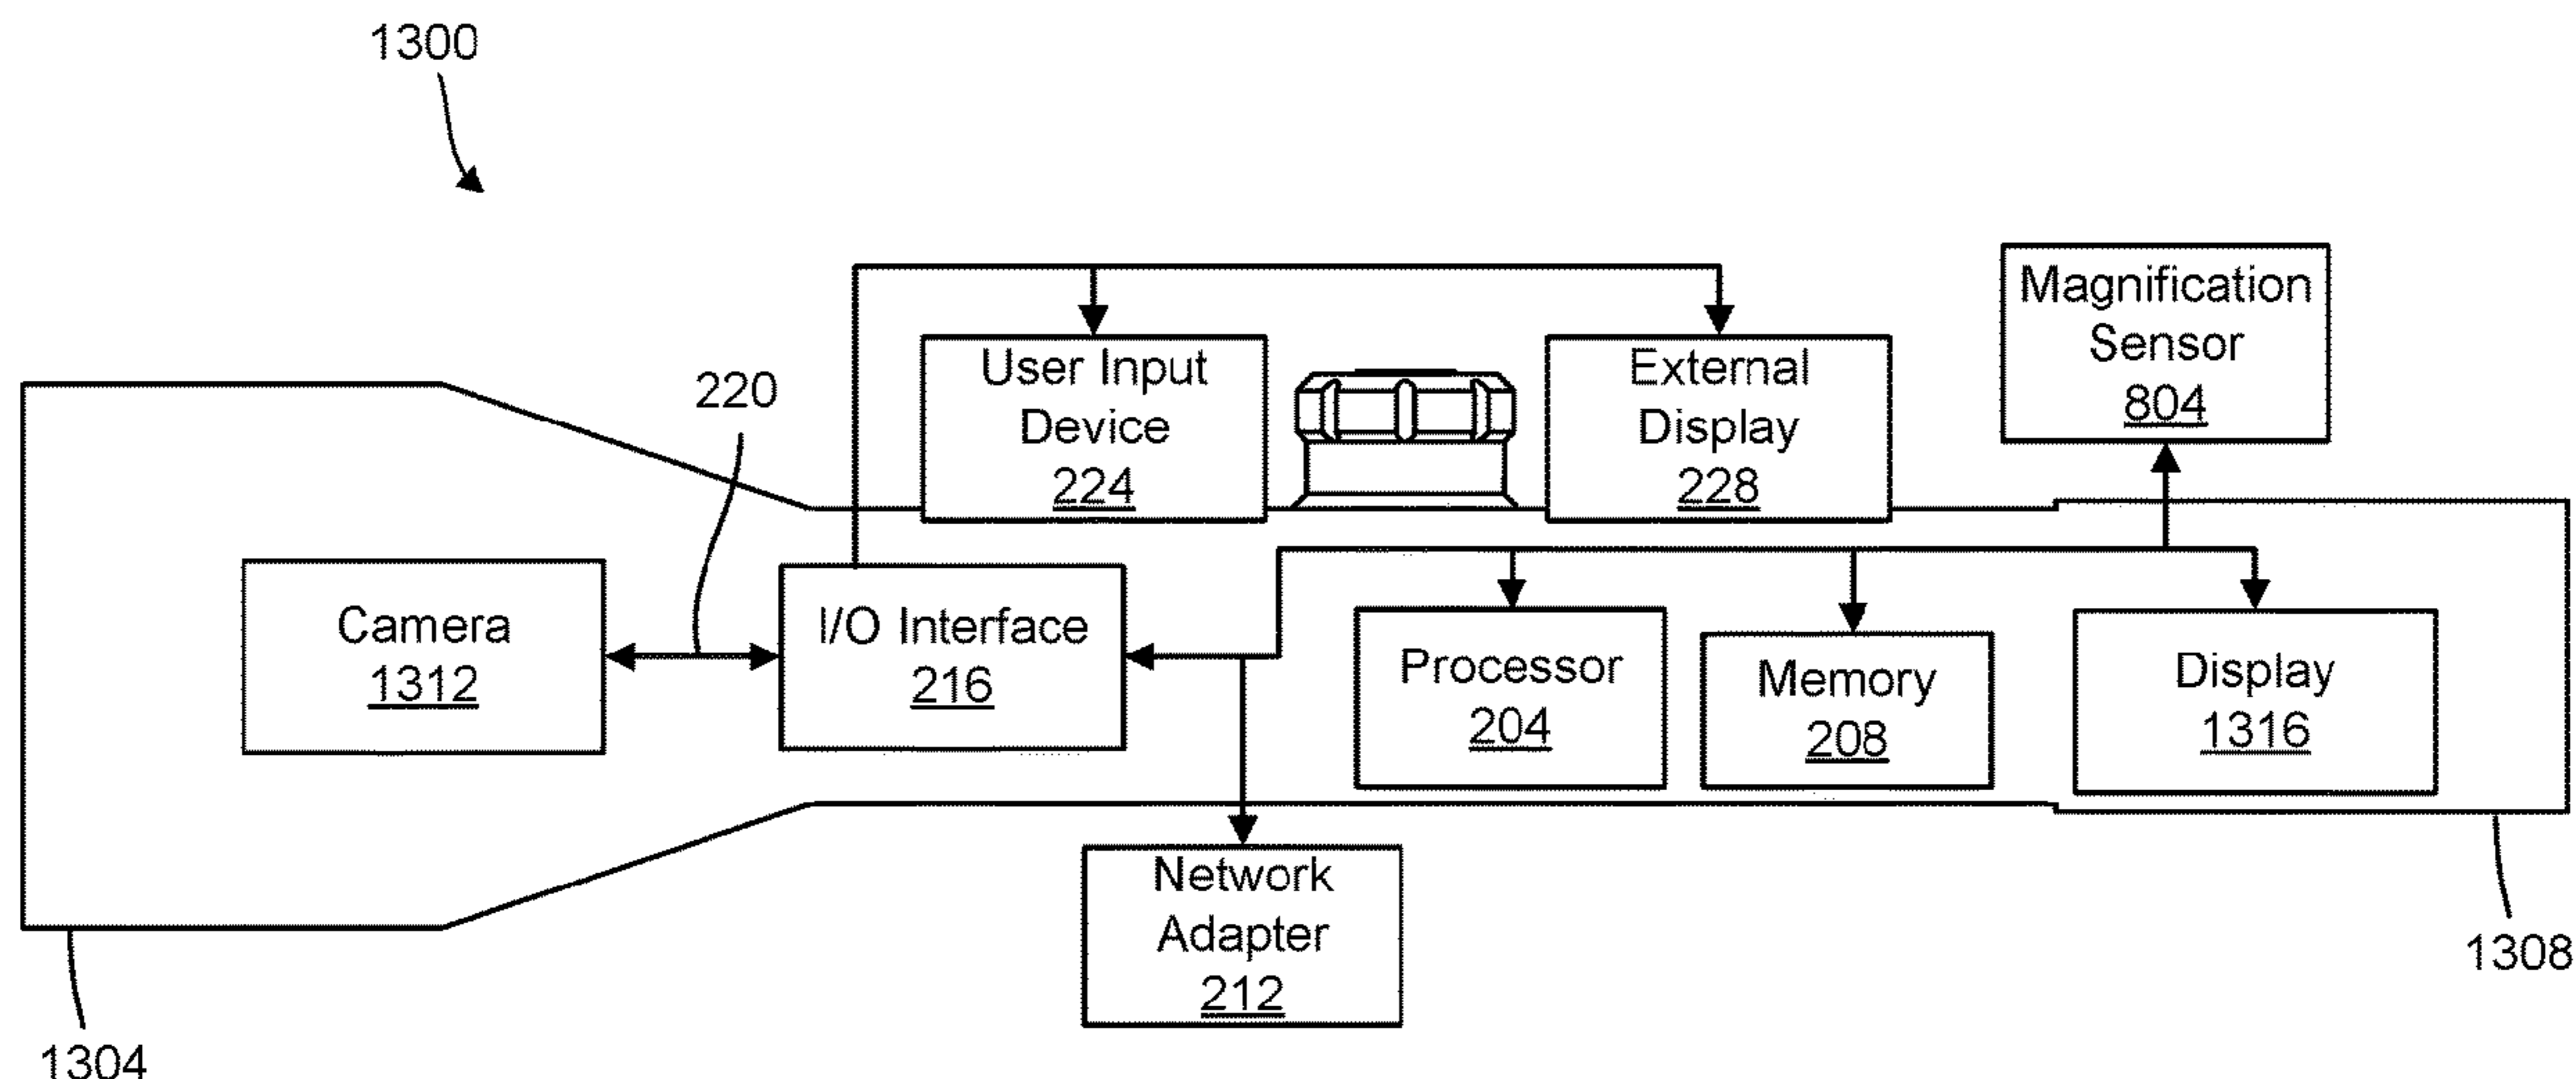 1300
Magnification
Sensor
804
220
User Input
Device
224
External
Display
228
Camera
1312
I/O Interface
216
Processor
204
Memory
208
Display
1316
Network
Adapter
212
1308
1304